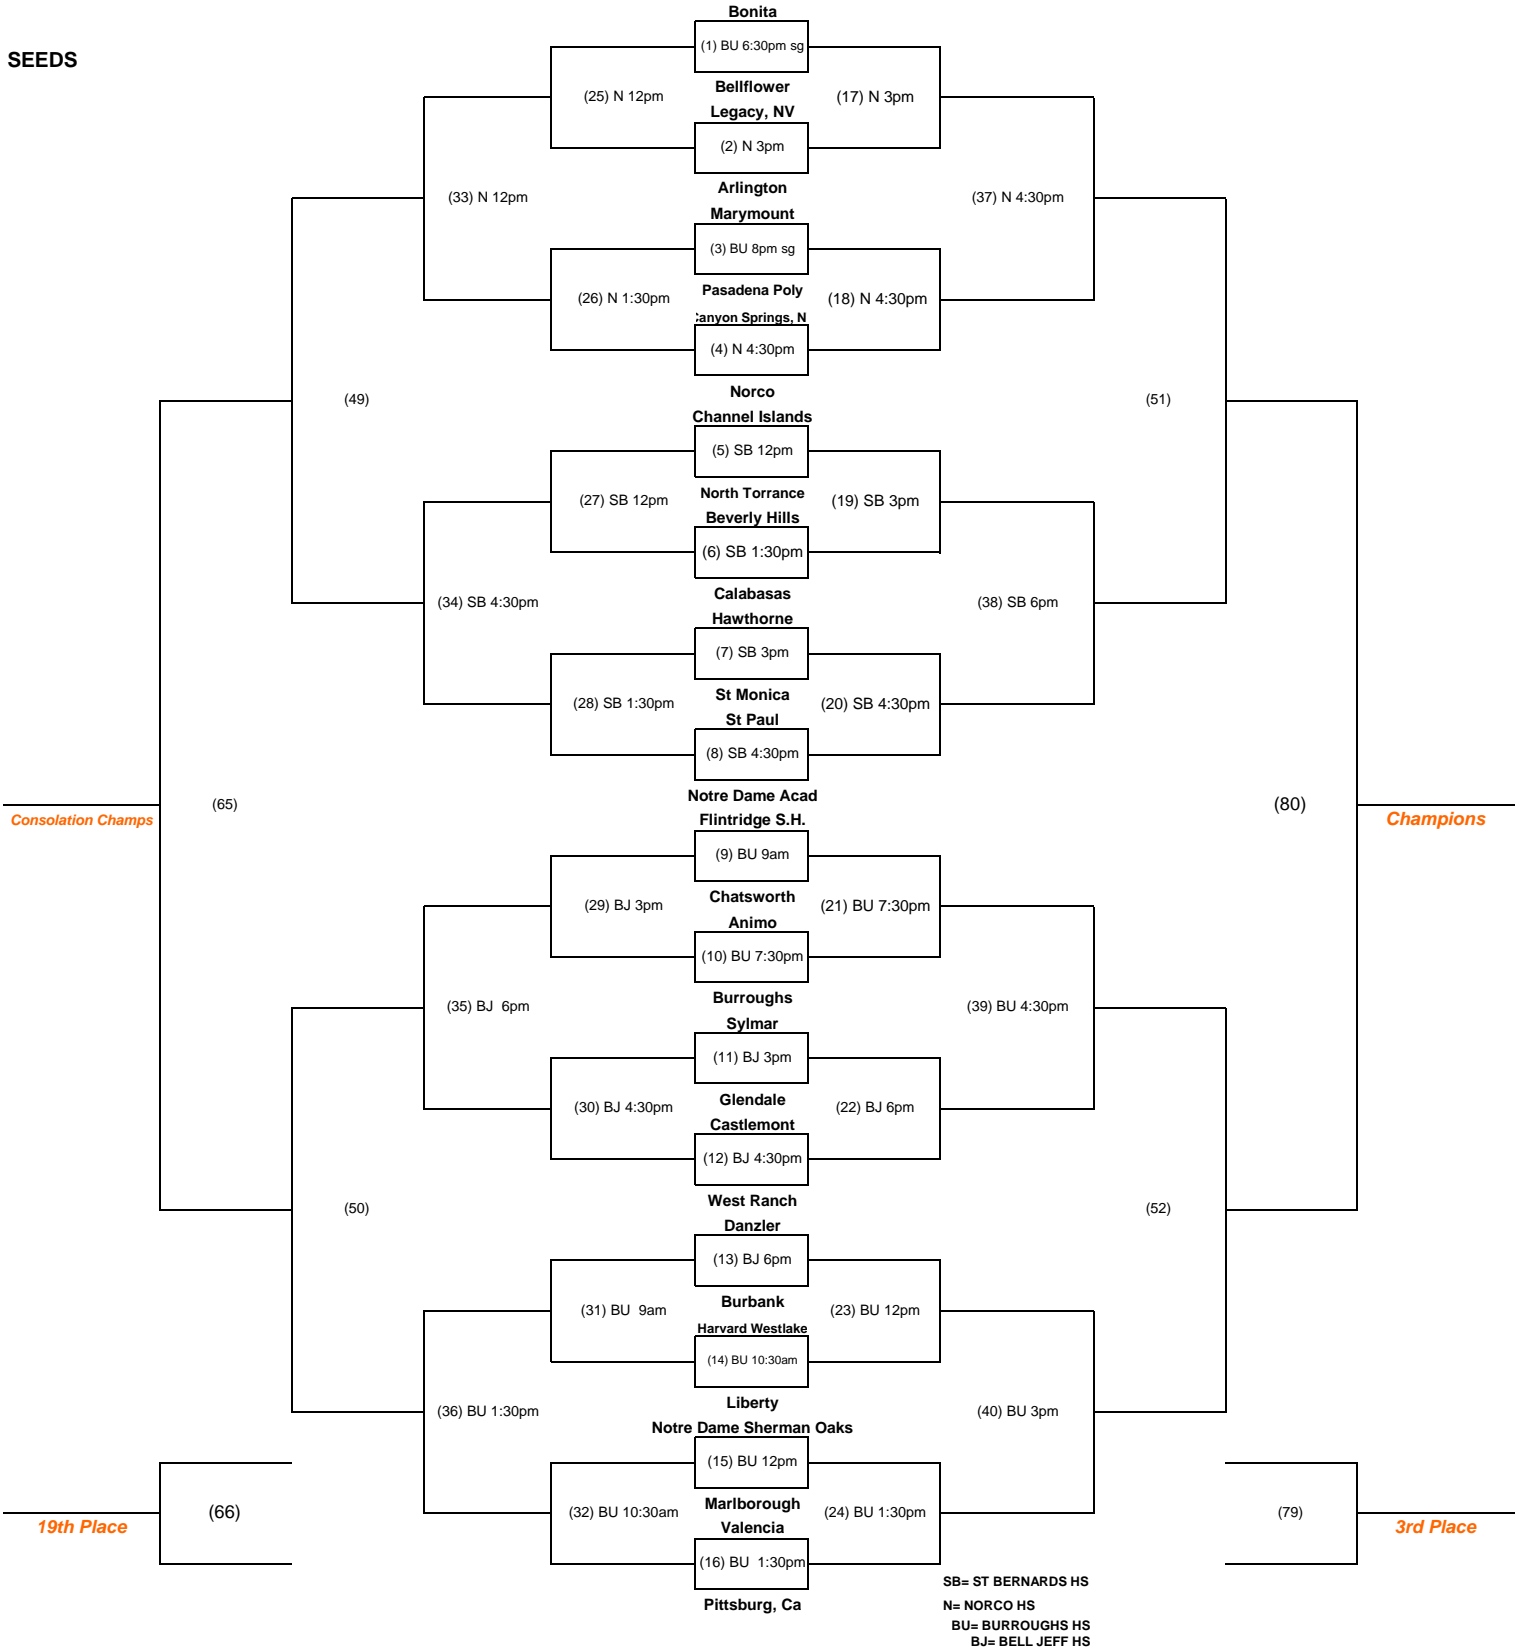 Bonita
(1) BU 6:30pm sg
SEEDS
(25) N 12pm
Bellflower
(17) N 3pm
Legacy, NV
(2) N 3pm
Arlington
(33) N 12pm
(37) N 4:30pm
Marymount
(3) BU 8pm sg
Pasadena Poly
(26) N 1:30pm
(18) N 4:30pm
Canyon Springs, N
(4) N 4:30pm
Norco
(49)
(51)
Channel Islands
(5) SB 12pm
North Torrance
(27) SB 12pm
(19) SB 3pm
Beverly Hills
(6) SB 1:30pm
Calabasas
(34) SB 4:30pm
(38) SB 6pm
Hawthorne
(7) SB 3pm
St Monica
(28) SB 1:30pm
(20) SB 4:30pm
St Paul
(8) SB 4:30pm
Notre Dame Acad
(65)
(80)
Consolation Champs
Flintridge S.H.
Champions
(9) BU 9am
Chatsworth
(29) BJ 3pm
(21) BU 7:30pm
Animo
(10) BU 7:30pm
Burroughs
(35) BJ  6pm
(39) BU 4:30pm
Sylmar
(11) BJ 3pm
Glendale
(30) BJ 4:30pm
(22) BJ 6pm
Castlemont
(12) BJ 4:30pm
West Ranch
(50)
(52)
Danzler
(13) BJ 6pm
Burbank
(31) BU  9am
(23) BU 12pm
Harvard Westlake
(14) BU 10:30am
Liberty
(36) BU 1:30pm
(40) BU 3pm
Notre Dame Sherman Oaks
(15) BU 12pm
Marlborough
(66)
(32) BU 10:30am
(24) BU 1:30pm
(79)
19th Place
Valencia
3rd Place
(16) BU  1:30pm
Pittsburg, Ca
SB= ST BERNARDS HS
N= NORCO HS
BU= BURROUGHS HS
BJ= BELL JEFF HS